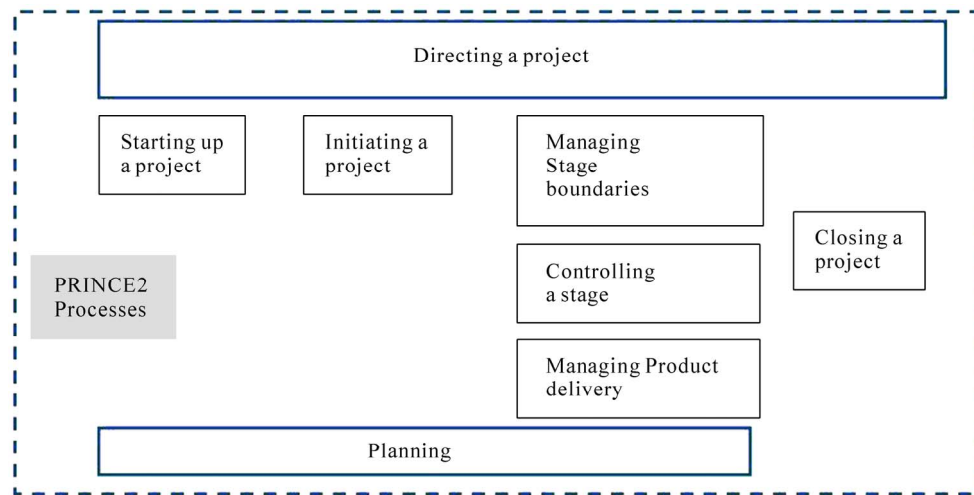 Directing a project
Starting up
a project
Initiating a
project
Managing
Stage
boundaries
Closing a
project
PRINCE2
Processes
Controlling
a stage
Managing Product
delivery
Planning